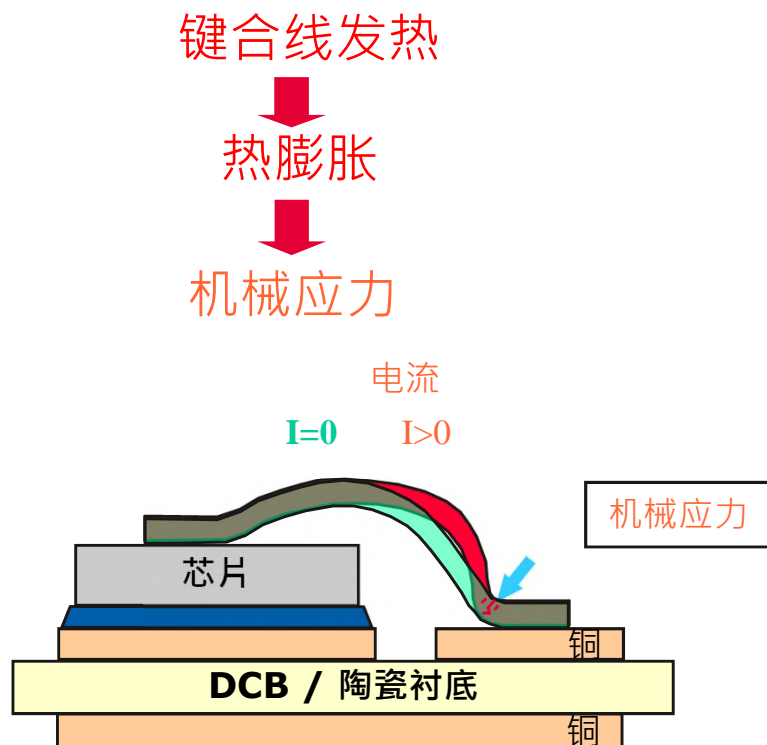 键合线发热
热膨胀
机械应力
电流
I=0 I>0
机械应力
芯片
铜
DCB / 陶瓷衬底
铜